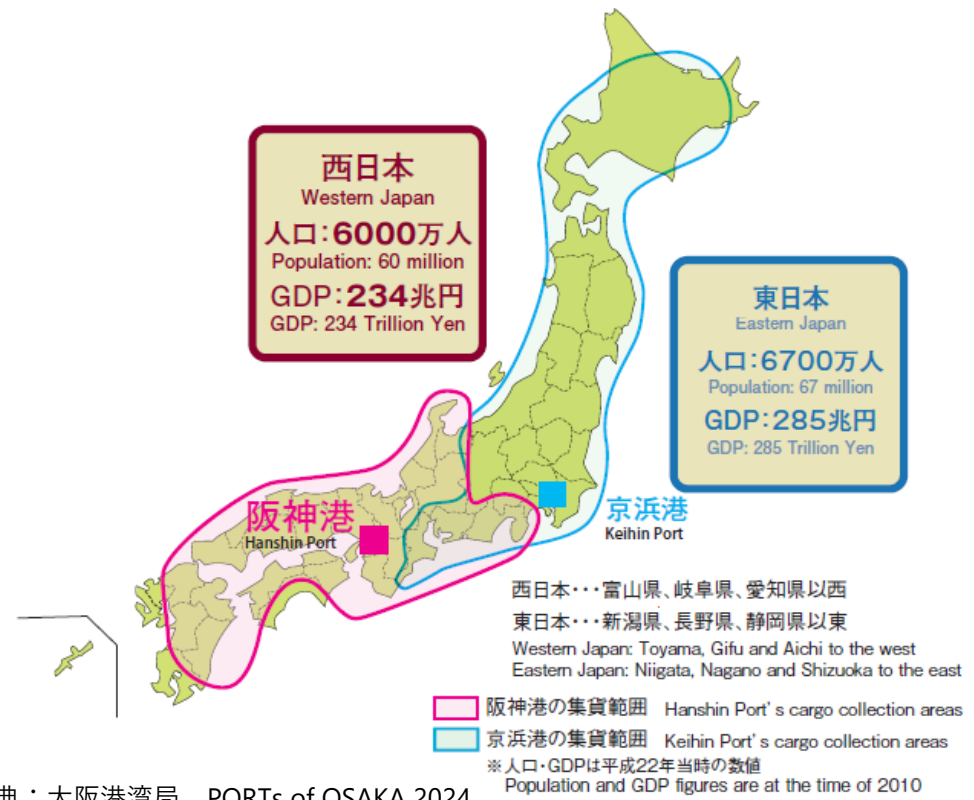 西日本
Western Japan
人口：6000万人
Population: 60 million
GDP：234兆円
GDP: 234 Trillion Yen
東日本
Eastern Japan
人口：6700万人
Population: 67 million
GDP：285兆円
GDP: 285 Trillion Yen
阪神港
Hanshin Port
京浜港
Keihin Port
西日本･･･富山県、岐阜県、愛知県以西
東日本･･･新潟県、長野県、静岡県以東
Western Japan: Toyama, Gifu and Aichi to the west
Eastern Japan: Niigata, Nagano and Shizuoka to the east
阪神港の集貨範囲 Hanshin Port's cargo collection areas
京浜港の集貨範囲 Keihin Port's cargo collection areas
※人口・GDPは平成22年当時の数値
Population and GDP figures are at the time of 2010
典：大阪港湾局 PORTs of OSAKA 2024